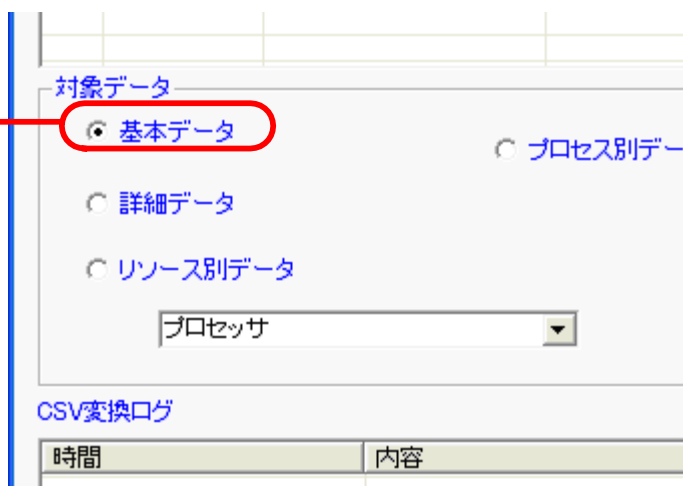 対象データ
基本データ
プロセス別デー
詳細データ
リソース別データ
プロセッサ
CSV変換ログ
時間 内容